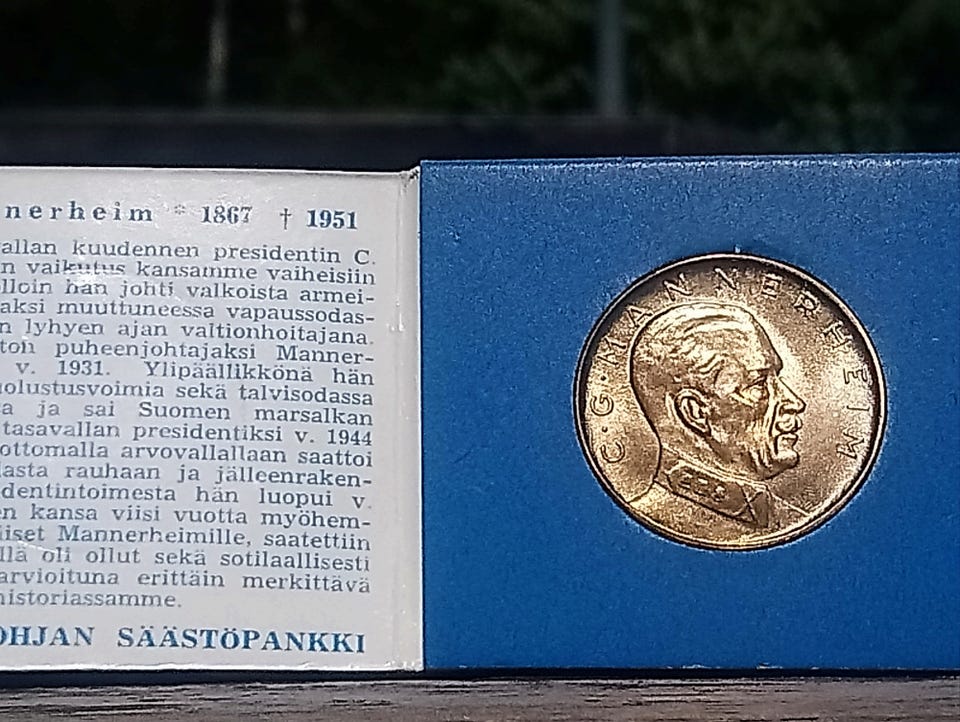 nerheim * 1867 † 1951
allan kuudennen presidentin C.
n vaikutus kansamme vaiheisiin
lloin hän johti valkoista armei-
aksi muuttuneessa vapaussodas-
n lyhyen ajan valtionhoitajana.
ton puheenjohtajaksi Manner-
v. 1931. Ylipäällikkönä hän
olustusvoimia sekä talvisodassa
a ja sai Suomen marsalkan
tasavallan presidentiksi v. 1944
ottomalla arvovallallaan saattoi
lasta rauhaan ja jälleenraken-
dentintoimesta hän luopui v.
en kansa viisi vuotta myöhem-
iset Mannerheimille, saatettiin
llä oli ollut sekä sotilaallisesti
arvioituna erittäin merkittävä
historiassamme.
OHJAN SÄÄSTÖPANKKI
C·G·MANNERHEIM